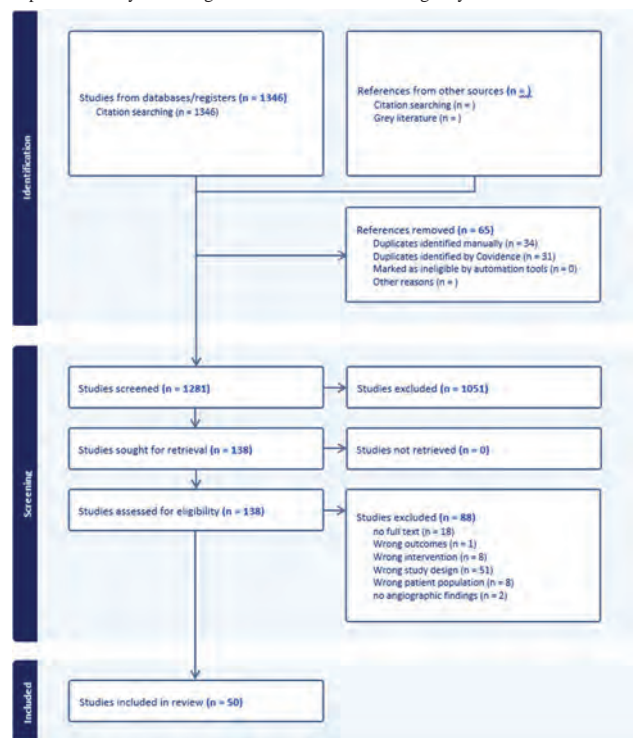 Identification
Studies from databases/registers (n = 1346)
Citation searching (n = 1346)
References from other sources (n = )
Citation searching (n = )
Grey literature (n = )
References removed (n = 65)
Duplicates identified manually (n = 34)
Duplicates identified by Covidence (n = 31)
Marked as ineligible by automation tools (n = 0)
Other reasons (n = )
Screening
Studies screened (n = 1281)
Studies excluded (n = 1051)
Studies sought for retrieval (n = 138)
Studies not retrieved (n = 0)
Studies assessed for eligibility (n = 138)
Studies excluded (n = 88)
no full text (n = 18)
Wrong outcomes (n = 1)
Wrong intervention (n = 8)
Wrong study design (n = 51)
Wrong patient population (n = 8)
no angiographic findings (n = 2)
Included
Studies included in review (n = 50)